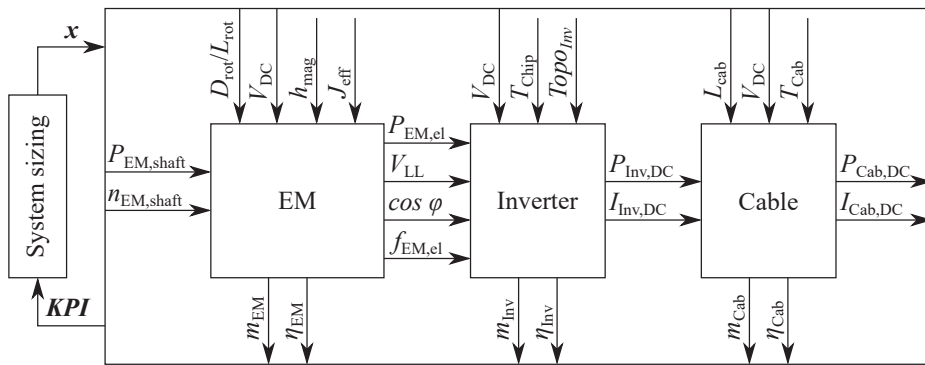 x
System sizing
KPI
D_rot/L_rot
V_DC
h_mag
J_eff
P_EM,shaft
n_EM,shaft
EM
m_EM
η_EM
P_EM,el
V_LL
cos φ
f_EM,el
V_DC
T_Chip
Topo_Inv
Inverter
m_Inv
η_Inv
P_Inv,DC
I_Inv,DC
L_cab
V_DC
T_Cab
Cable
m_Cab
η_Cab
P_Cab,DC
I_Cab,DC